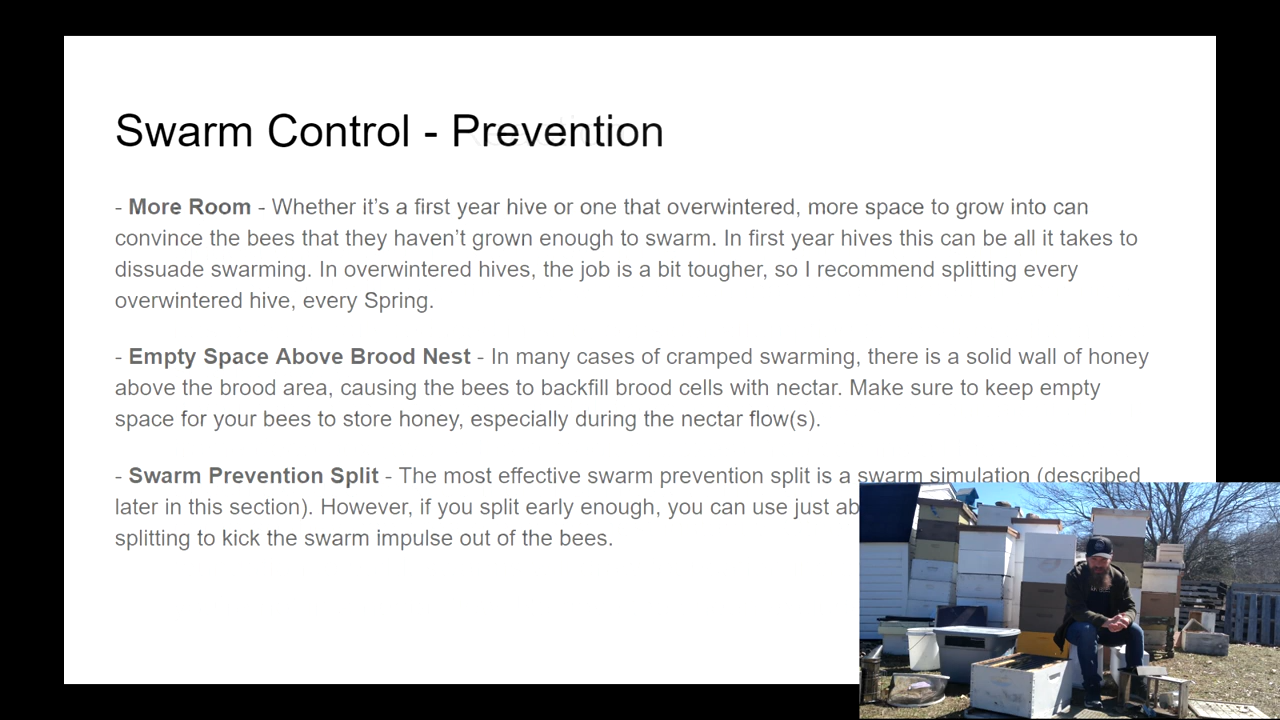 Swarm Control - Prevention
- More Room - Whether it’s a first year hive or one that overwintered, more space to grow into can
convince the bees that they haven’t grown enough to swarm. In first year hives this can be all it takes to
dissuade swarming. In overwintered hives, the job is a bit tougher, so I recommend splitting every
overwintered hive, every Spring.
- Empty Space Above Brood Nest - In many cases of cramped swarming, there is a solid wall of honey
above the brood area, causing the bees to backfill brood cells with nectar. Make sure to keep empty
space for your bees to store honey, especially during the nectar flow(s).
- Swarm Prevention Split - The most effective swarm prevention split is a swarm simulation (described
later in this section). However, if you split early enough, you can use just
splitting to kick the swarm impulse out of the bees.